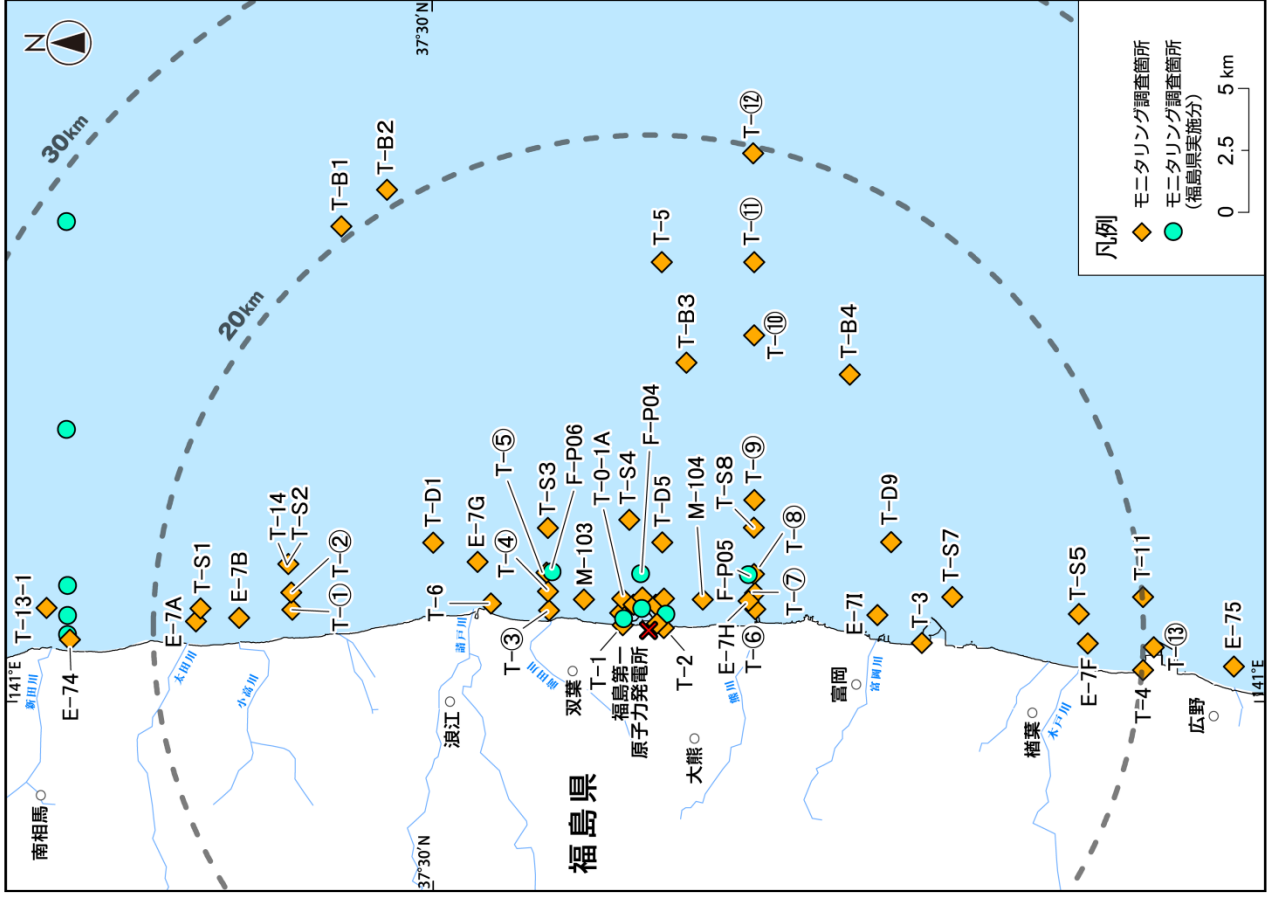 N
37°30′N
30km
20km
T-B1
T-B2
T-13-1
141°E
新田川
E-74
南相馬
E-7A
太田川
T-S1
E-7B
小高川
T-14
T-S2
T-②
T-①
T-D1
E-7G
T-6
請戸川
浪江
37°30′N
T-⑤
T-④
T-S3
F-P06
T-③
前田川
双葉
M-103
T-0-1A
T-S4
F-P04
T-1
福島第一
原子力発電所
T-D5
T-2
大熊
福島県
T-5
T-B3
M-104
F-P05
T-S8
T-⑨
T-⑧
T-⑦
E-7H
T-⑥
熊川
T-⑩
T-⑪
T-⑫
T-B4
T-D9
E-7I
富岡
富岡川
T-3
T-S7
楢葉
木戸川
T-S5
E-7F
T-11
T-4
T-⑬
広野
E-75
141°E
凡例
モニタリング調査箇所
モニタリング調査箇所
(福島県実施分)
0 2.5 5 km